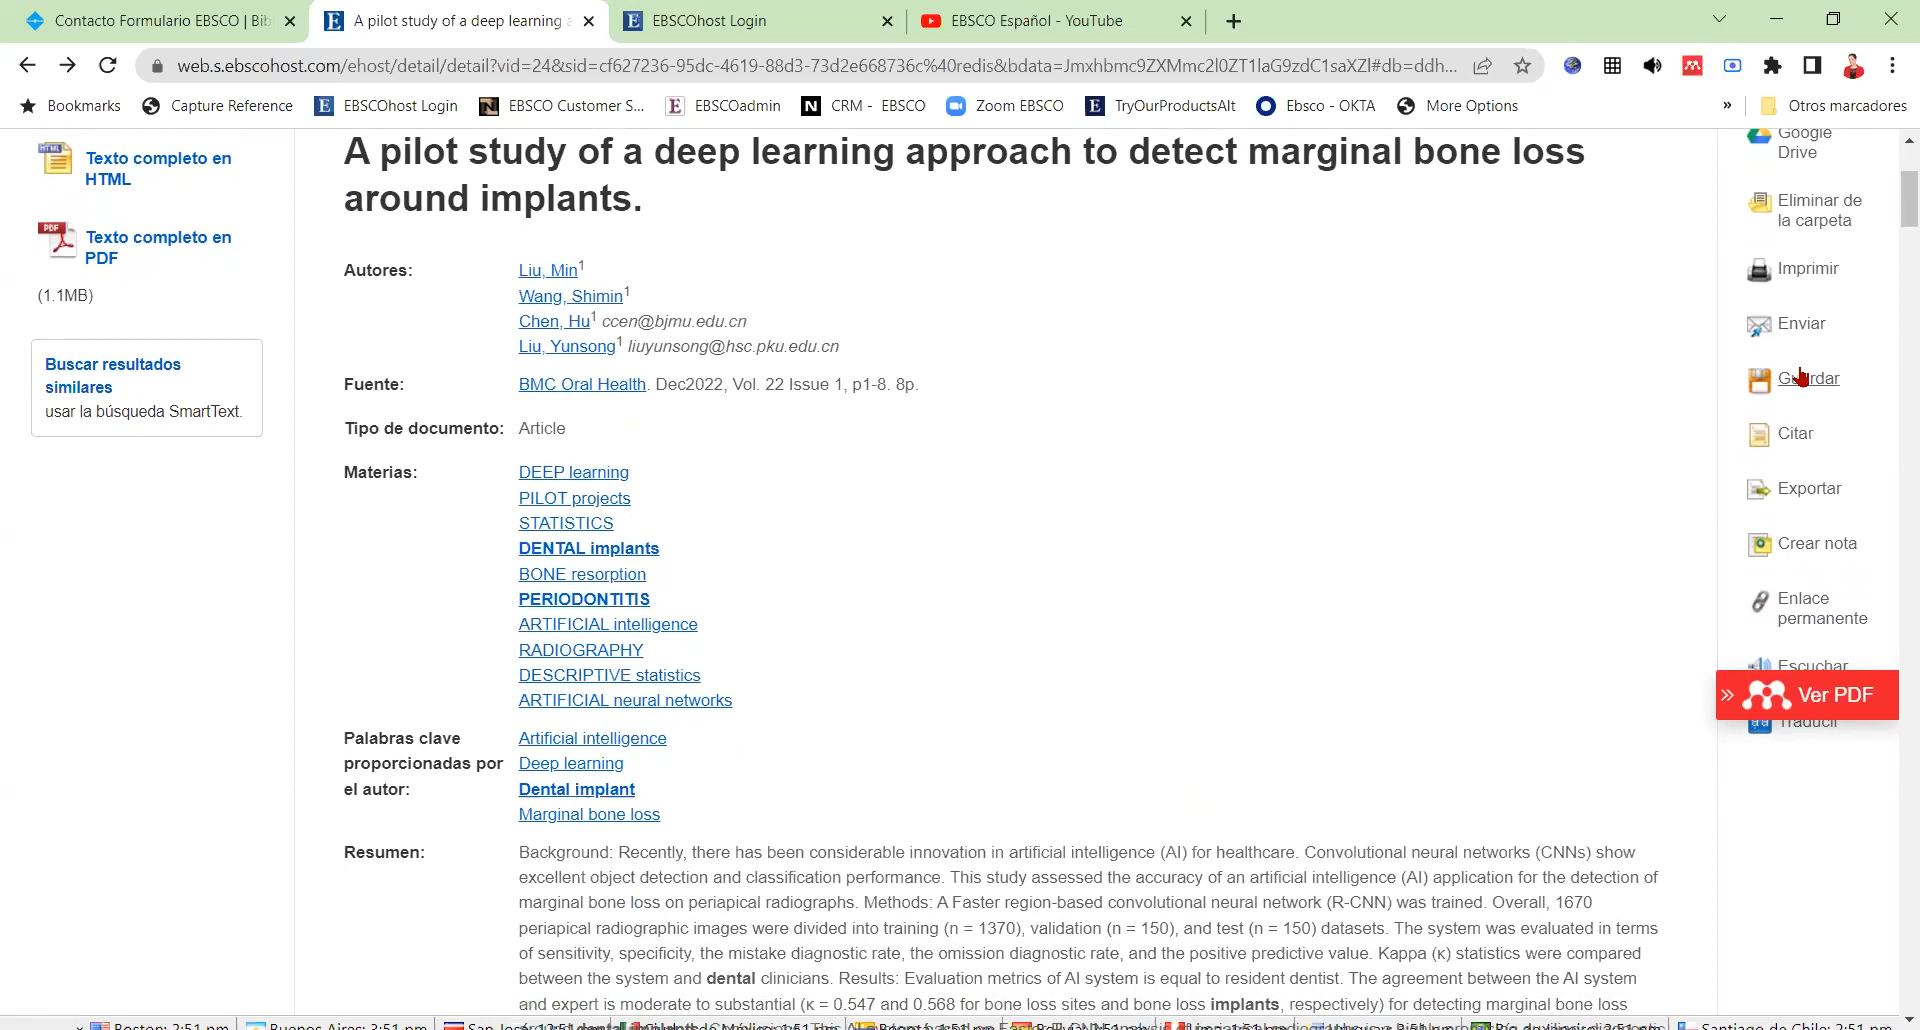 Contacto Formulario EBSCO | Bib
A pilot study of a deep learning
EBSCOhost Login
EBSCO Español - YouTube
web.s.ebscohost.com/ehost/detail/detail?vid=24&sid=cf627236-95dc-4619-88d3-73d2e668736c%40redis&bdata=Jmxhbmc9ZXMmc2l0ZT1laG9zdC1saXZl#db=ddh...
Bookmarks
Capture Reference
EBSCOhost Login
EBSCO Customer S...
EBSCOadmin
CRM - EBSCO
Zoom EBSCO
TryOurProductsAlt
Ebsco - OKTA
More Options
»
Otros marcadores
HTML
Texto completo en
HTML
PDF
Texto completo en
PDF
(1.1MB)
Buscar resultados
similares
usar la búsqueda SmartText.
A pilot study of a deep learning approach to detect marginal bone loss
around implants.
Autores:
Liu, Min1
Wang, Shimin1
Chen, Hu1 ccen@bjmu.edu.cn
Liu, Yunsong1 liuyunsong@hsc.pku.edu.cn
Fuente:
BMC Oral Health. Dec2022, Vol. 22 Issue 1, p1-8. 8p.
Tipo de documento:
Article
Materias:
DEEP learning
PILOT projects
STATISTICS
DENTAL implants
BONE resorption
PERIODONTITIS
ARTIFICIAL intelligence
RADIOGRAPHY
DESCRIPTIVE statistics
ARTIFICIAL neural networks
Palabras clave
proporcionadas por
el autor:
Artificial intelligence
Deep learning
Dental implant
Marginal bone loss
Resumen:
Background: Recently, there has been considerable innovation in artificial intelligence (AI) for healthcare. Convolutional neural networks (CNNs) show
excellent object detection and classification performance. This study assessed the accuracy of an artificial intelligence (AI) application for the detection of
marginal bone loss on periapical radiographs. Methods: A Faster region-based convolutional neural network (R-CNN) was trained. Overall, 1670
periapical radiographic images were divided into training (n = 1370), validation (n = 150), and test (n = 150) datasets. The system was evaluated in terms
of sensitivity, specificity, the mistake diagnostic rate, the omission diagnostic rate, and the positive predictive value. Kappa (κ) statistics were compared
between the system and dental clinicians. Results: Evaluation metrics of AI system is equal to resident dentist. The agreement between the AI system
and expert is moderate to substantial (κ = 0.547 and 0.568 for bone loss sites and bone loss implants, respectively) for detecting marginal bone loss
Google
Drive
Eliminar de
la carpeta
Imprimir
Enviar
Guardar
Citar
Exportar
Crear nota
Enlace
permanente
Escuchar
» Ver PDF
Traducir
Boston: 2:51 pm
Buenos Aires: 3:51 pm
Santiago de Chile: 2:51 pm